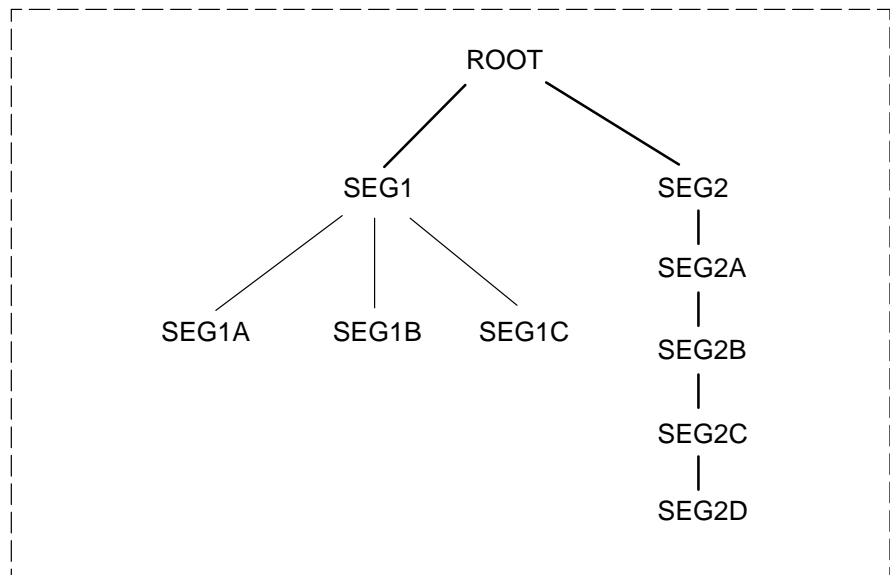 ROOT
SEG1 SEG2
SEG2A
SEG1A SEG1B SEG1C
SEG2B
SEG2C
SEG2D